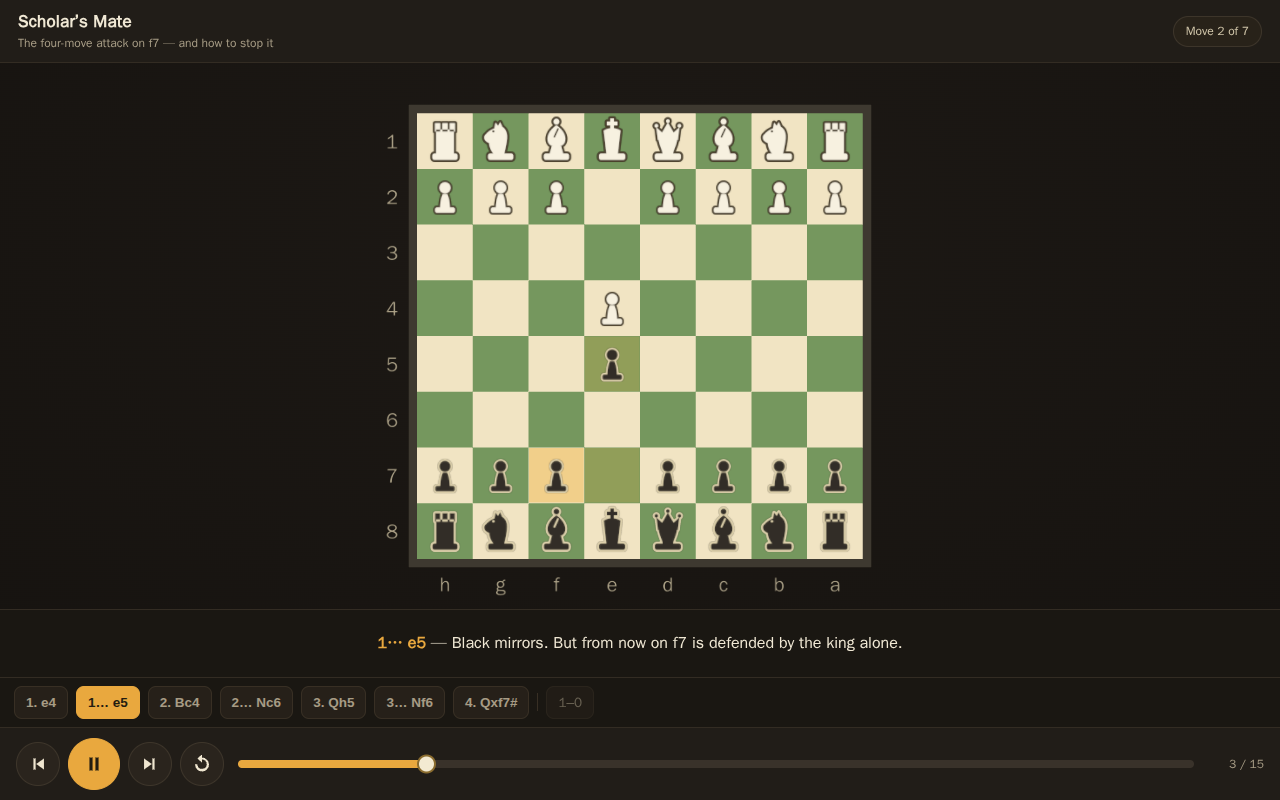 Scholar's Mate
The four-move attack on f7 — and how to stop it
Move 2 of 7
1
2
3
4
5
6
7
8
h g f e d c b a
1··· e5 — Black mirrors. But from now on f7 is defended by the king alone.
1. e4 1... e5 2. Bc4 2... Nc6 3. Qh5 3... Nf6 4. Qxf7# 1–0
3 / 15